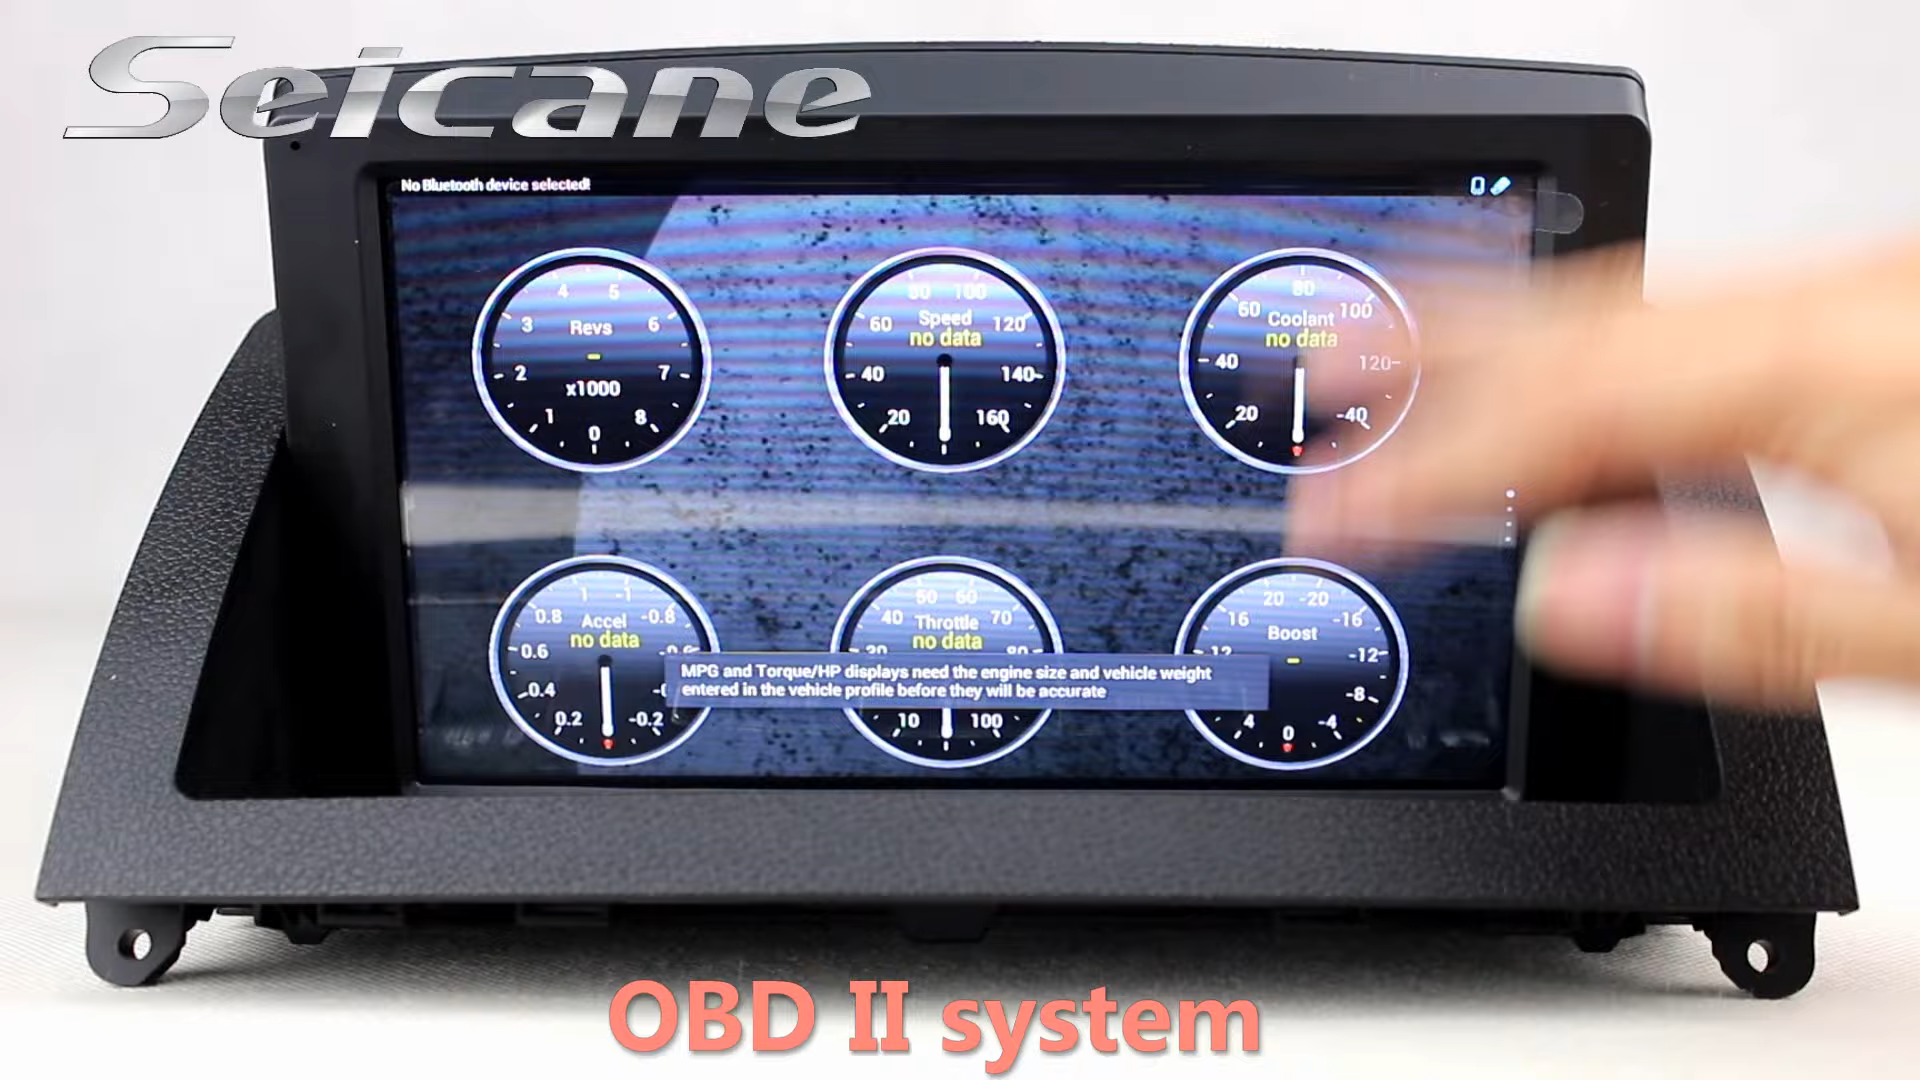 Seicane
No Bluetooth device selected!
4 5
3 6
Revs
2 7
x1000
1 8
0
80 100
60 120
Speed
no data
40 140
20 160
80
60 100
Coolant
no data
40 120
20 -40
1 -1
0.8 -0.8
Accel
no data
0.6
0.4
0.2 -0.2
50 60
40 70
Throttle
no data
10 100
20 -20
16 -16
Boost
12 -12
-8
4 -4
0
MPG and Torque/HP displays need the engine size and vehicle weight
entered in the vehicle profile before they will be accurate
OBD II system